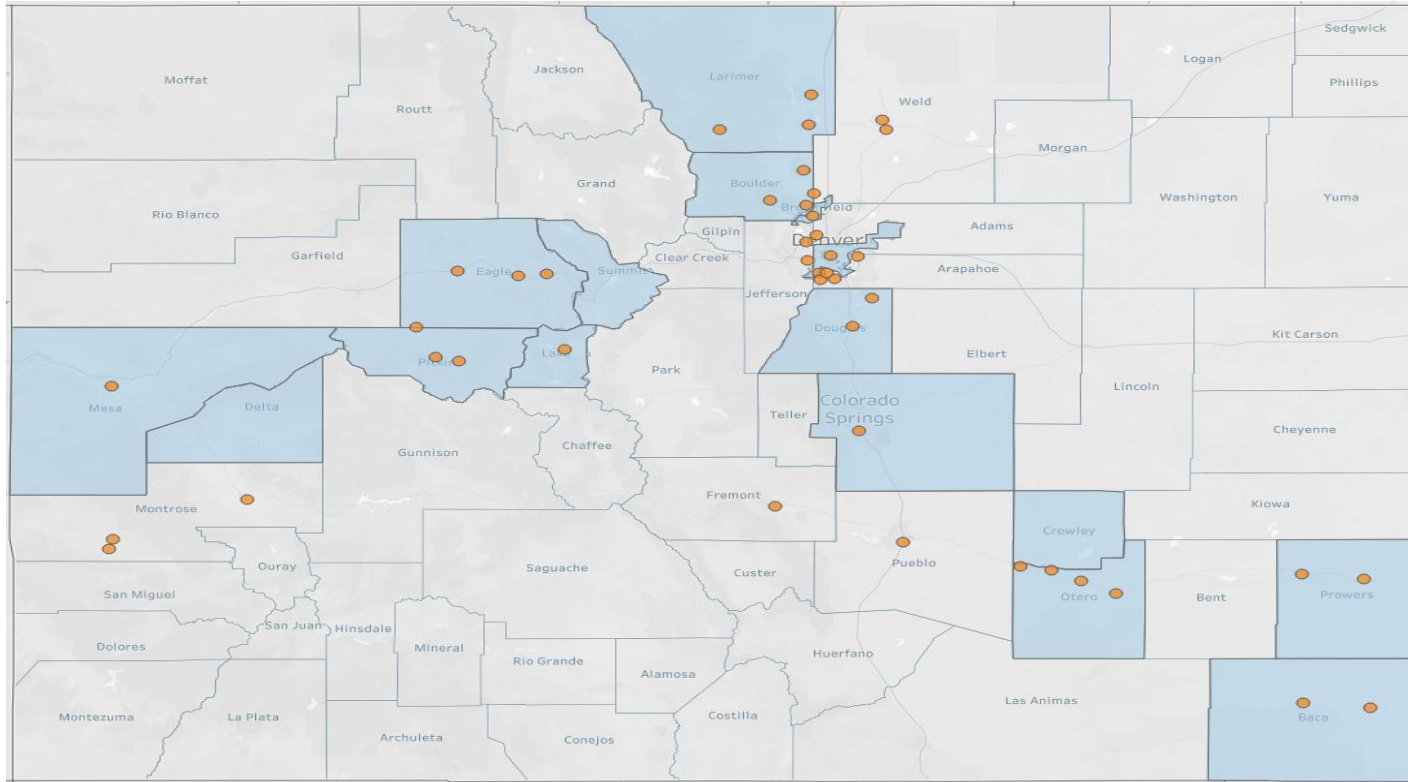 Sedgwick
Logan
Jackson
Larimer
Moffat
Phillips
Routt
Weld
Morgan
Grand
Boulder
Washington
Yuma
Rio Blanco
Gilpin
Adams
Denver
Garfield
Clear Creek
Eagle
Summit
Arapahoe
Jefferson
Douglas
Kit Carson
Elbert
Pitkin
Lake
Park
Lincoln
Mesa
Delta
Teller
Colorado
Springs
Cheyenne
Chaffee
Gunnison
Fremont
Kiowa
Montrose
Crowley
Ouray
Saguache
Custer
Pueblo
San Miguel
Otero
Bent
Prowers
San Juan
Hinsdale
Dolores
Mineral
Huerfano
Rio Grande
Alamosa
Las Animas
Montezuma
La Plata
Costilla
Baca
Archuleta
Conejos